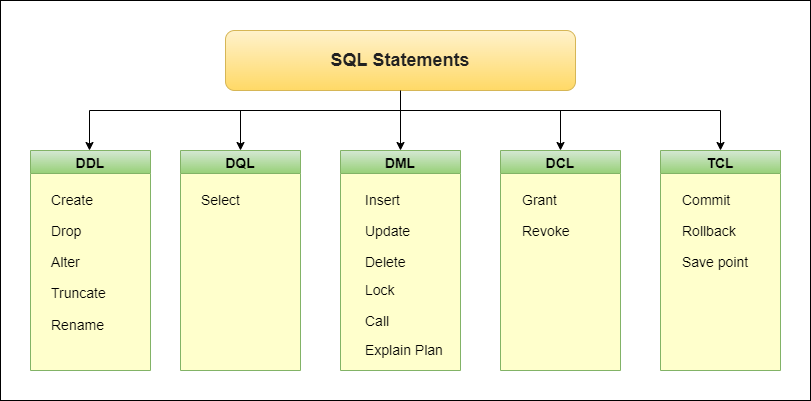 SQL Statements
DDL
Create
Drop
Alter
Truncate
Rename
DQL
Select
DML
Insert
Update
Delete
Lock
Call
Explain Plan
DCL
Grant
Revoke
TCL
Commit
Rollback
Save point